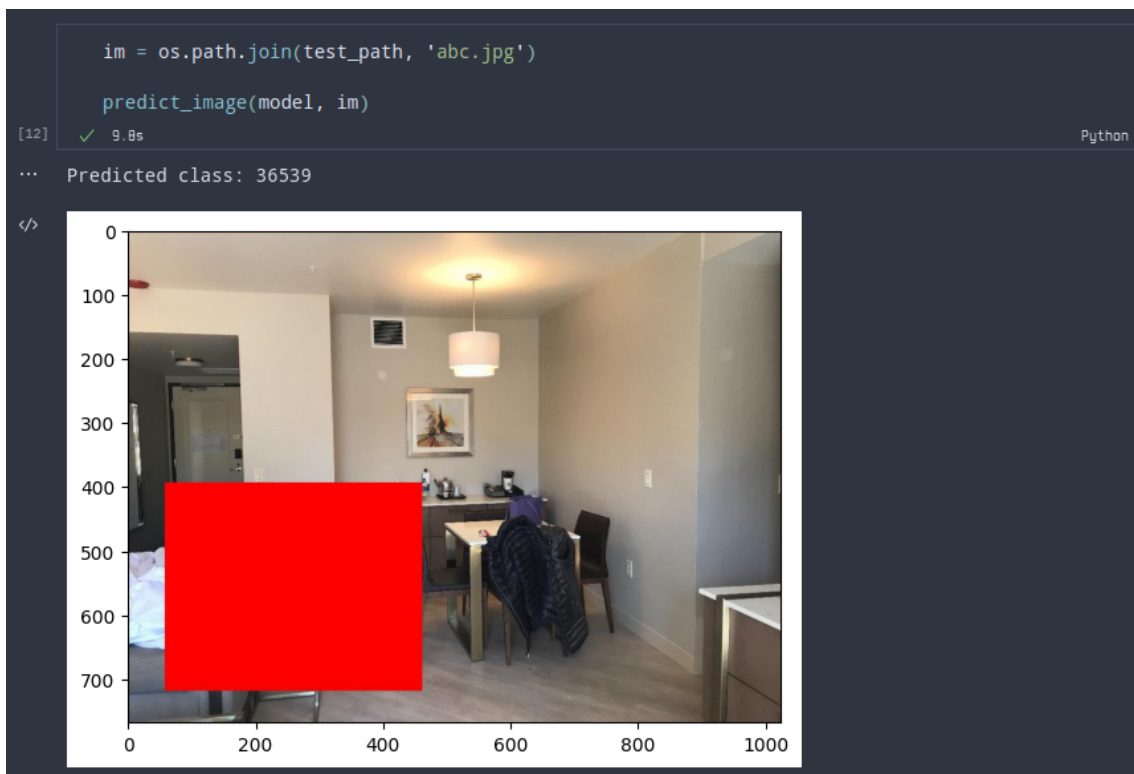 im = os.path.join(test_path, 'abc.jpg')
predict_image(model, im)
[12] ✓ 9.8s Python
... Predicted class: 36539
</>
0
100
200
300
400
500
600
700
0 200 400 600 800 1000